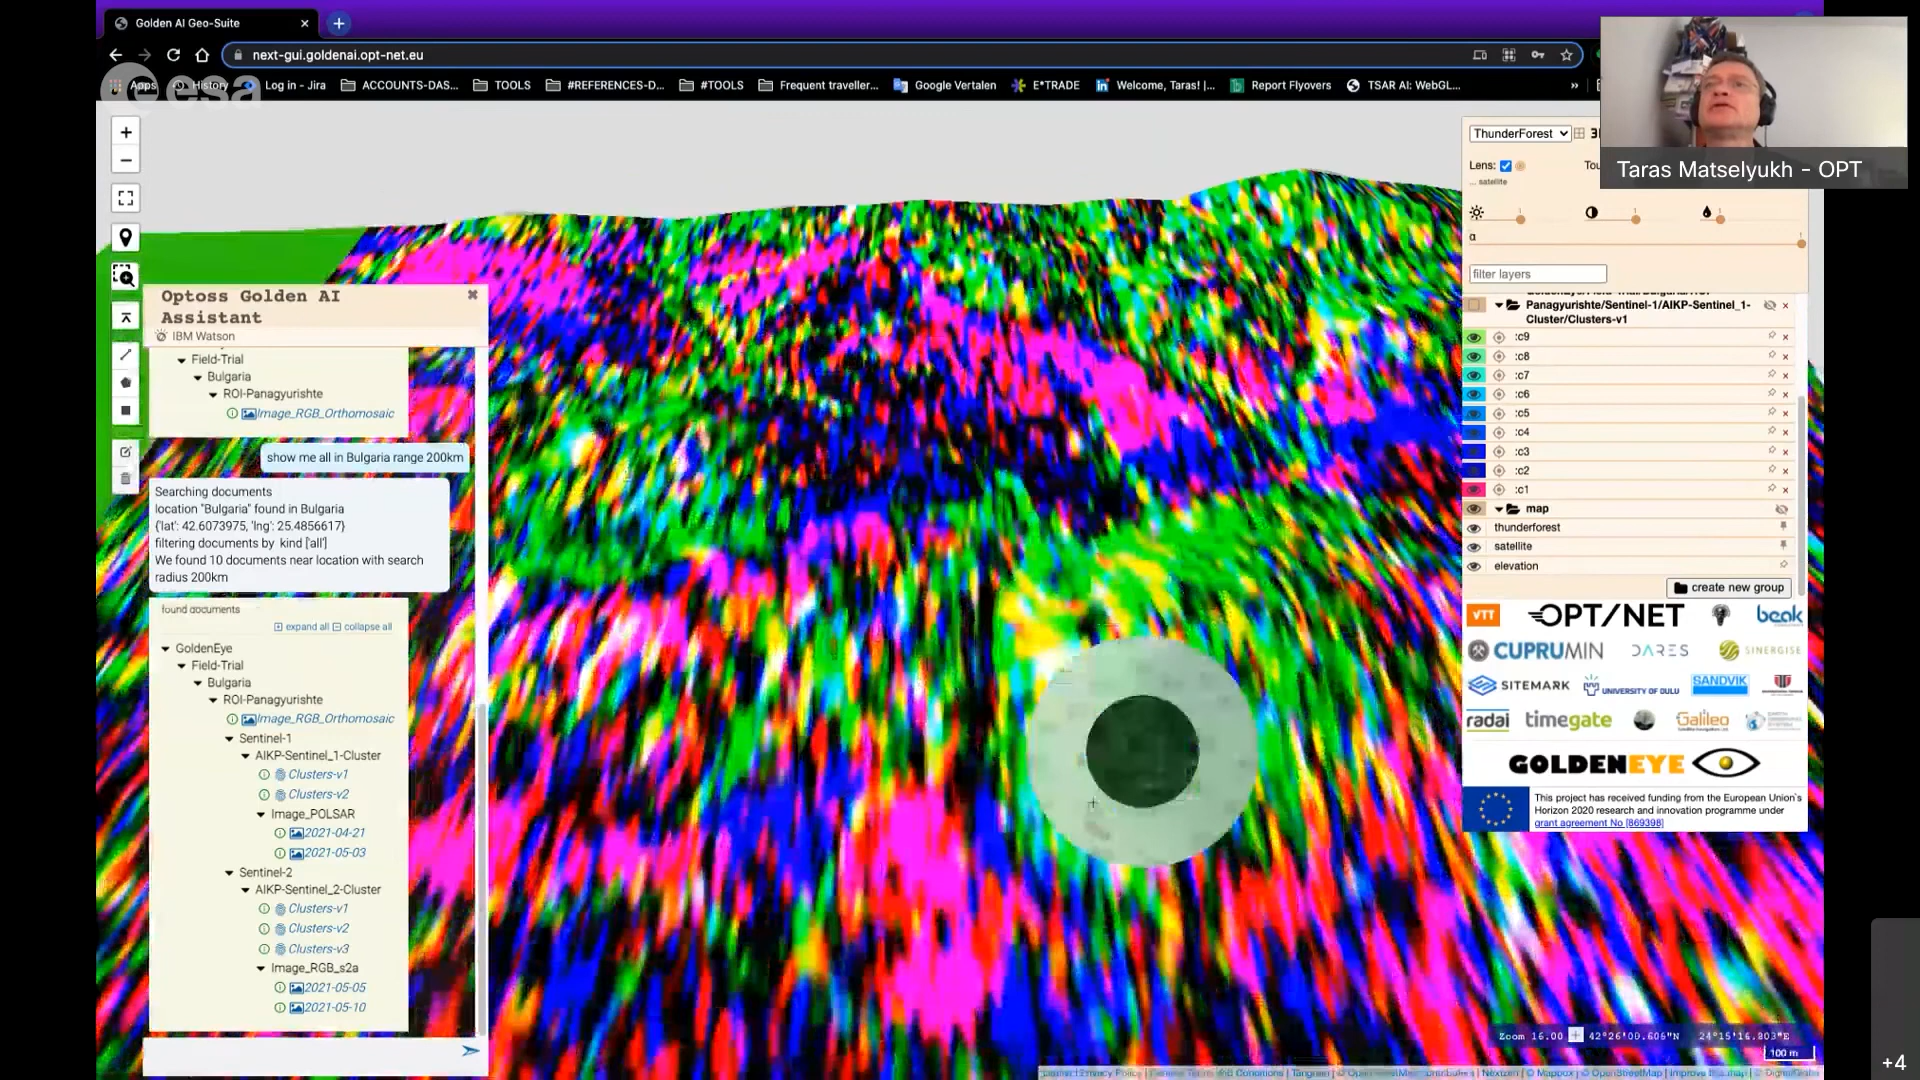 Golden AI Geo-Suite
next-gui.goldenai.opt-net.eu
esa
Apps
History
Log in - Jira
ACCOUNTS-DAS...
TOOLS
#REFERENCES-D...
#TOOLS
Frequent traveller...
Google Vertalen
E*TRADE
Welcome, Taras! |...
Report Flyovers
TSAR AI: WebGL...
»
Taras Matselyukh - OPT
ThunderForest
Lens:
... satellite
α
filter layers
Panagyurishte/Sentinel-1/AIKP-Sentinel_1-
Cluster/Clusters-v1
:c9
:c8
:c7
:c6
:c5
:c4
:c3
:c2
:c1
map
thunderforest
satellite
elevation
create new group
VTT
OPT/NET
beak
CUPRUMIN
DARES
SINERGISE
SITEMARK
UNIVERSITY OF OULU
SANDVIK
radai
timegate
Galileo
GOLDENEYE
This project has received funding from the European Union's
Horizon 2020 research and innovation programme under
grant agreement No [869398]
Optoss Golden AI
Assistant
IBM Watson
Field-Trial
Bulgaria
ROI-Panagyurishte
Image_RGB_Orthomosaic
show me all in Bulgaria range 200km
Searching documents
location "Bulgaria" found in Bulgaria
{'lat': 42.6073975, 'lng': 25.4856617}
filtering documents by kind ['all']
We found 10 documents near location with search
radius 200km
found documents
expand all collapse all
GoldenEye
Field-Trial
Bulgaria
ROI-Panagyurishte
Image_RGB_Orthomosaic
Sentinel-1
AIKP-Sentinel_1-Cluster
Clusters-v1
Clusters-v2
Image_POLSAR
2021-04-21
2021-05-03
Sentinel-2
AIKP-Sentinel_2-Cluster
Clusters-v1
Clusters-v2
Clusters-v3
Image_RGB_s2a
2021-05-05
2021-05-10
Zoom 16.00
100 m
+4